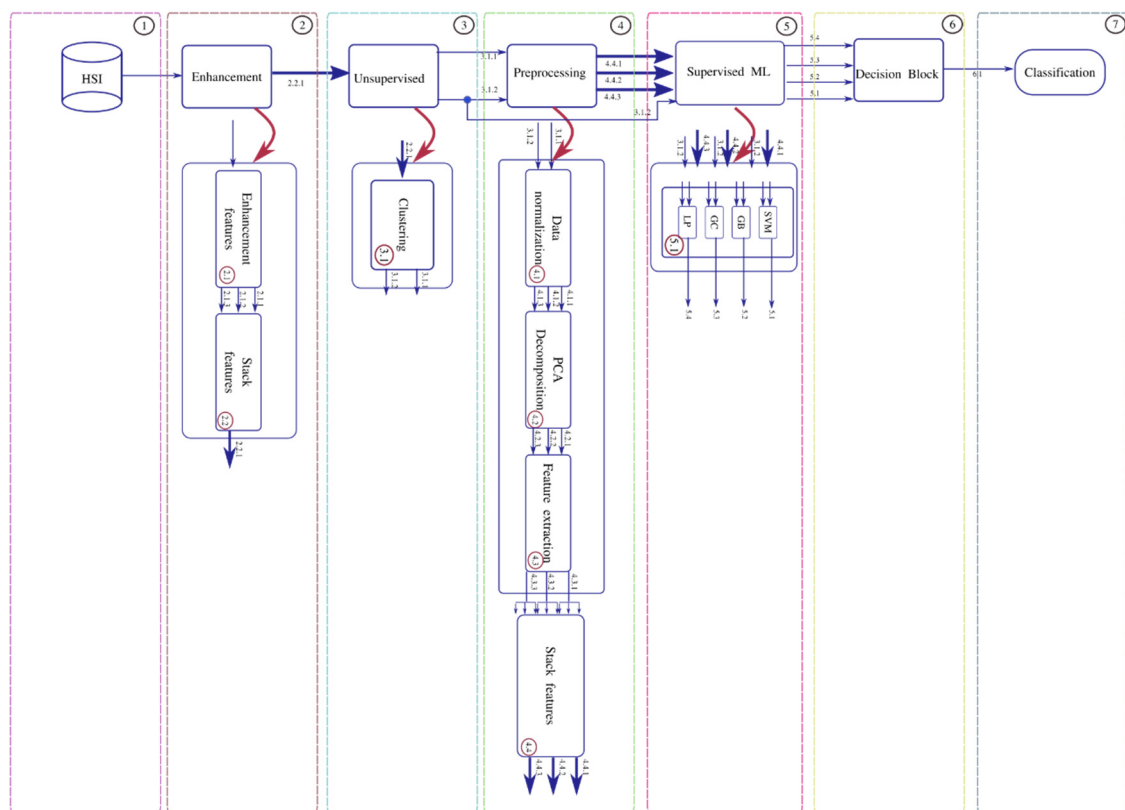 1
2
3
4
5
6
7
HSI
Enhancement
2.2.1
Unsupervised
3.1.1
3.1.2
Preprocessing
4.4.1
4.4.2
4.4.3
3.1.2
Supervised ML
5.4
5.3
5.2
5.1
Decision Block
6.1
Classification
Enhancement
features
2.1
2.1.1
2.1.2
2.1.3
Stack
features
2.2
2.2.1
2.2.1
Clustering
3.1
3.1.1
3.1.2
3.1.1
3.1.2
Data
normalization
4.1
4.1.1
4.1.2
4.1.3
PCA
Decomposition
4.2
4.2.1
4.2.2
4.2.3
Feature extraction
4.3
4.3.1
4.3.2
4.3.3
Stack features
4.4
4.4.1
4.4.2
4.4.3
4.4.1
3.1.2
3.1.2
4.4.3
3.1.2
SVM
GB
GC
LP
5.1
5.1
5.2
5.3
5.4